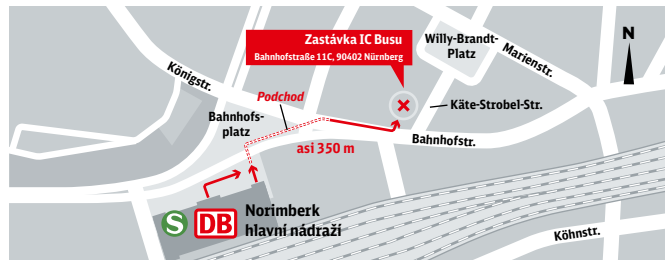 Zastávka IC Busu
Bahnhofstraße 11C, 90402 Nürnberg
Willy-Brandt-
Platz
Marienstr.
N
Königstr.
Podchod
Käte-Strobel-Str.
Bahnhofs-
platz
asi 350 m
Bahnhofstr.
S
DB
Norimberk
hlavní nádraží
Köhnstr.